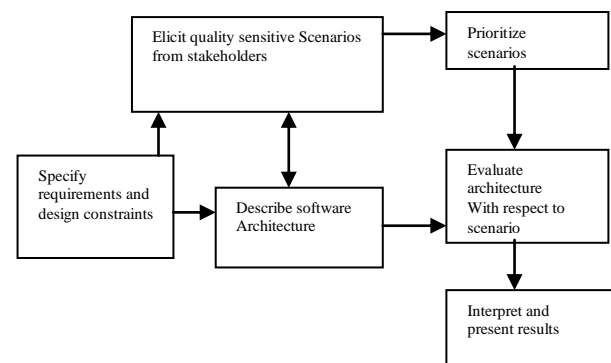 Elicit quality sensitive Scenarios
from stakeholders
Prioritize
scenarios
Specify
requirements and
design constraints
Describe software
Architecture
Evaluate
architecture
With respect to
scenario
Interpret and
present results